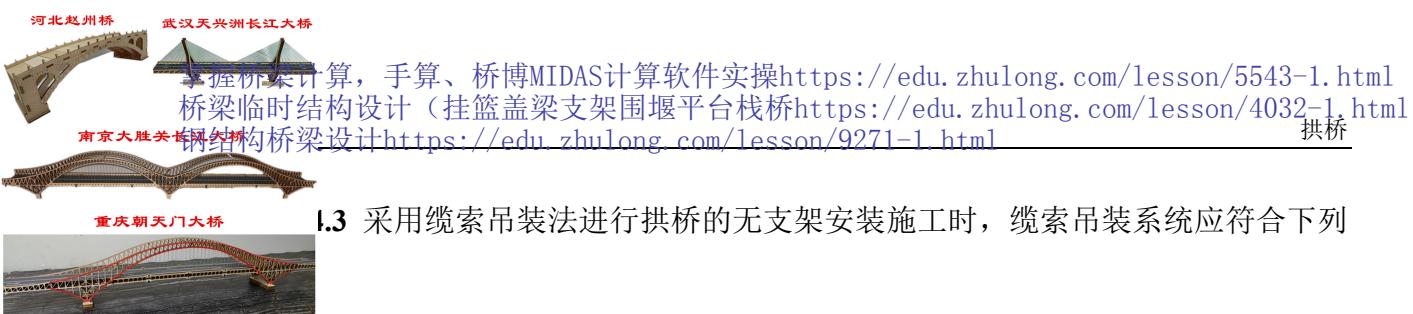 河北赵州桥
武汉天兴洲长江大桥
掌握桥梁计算，手算、桥博MIDAS计算软件实操https://edu.zhulong.com/lesson/5543-1.html
桥梁临时结构设计（挂篮盖梁支架围堰平台栈桥https://edu.zhulong.com/lesson/4032-1.html
南京大胜关长江大桥
钢结构桥梁设计https://edu.zhulong.com/lesson/9271-1.html
拱桥
重庆朝天门大桥
4.3 采用缆索吊装法进行拱桥的无支架安装施工时，缆索吊装系统应符合下列